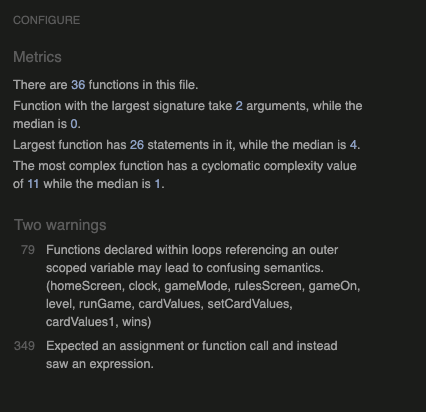 CONFIGURE
Metrics
There are 36 functions in this file.
Function with the largest signature take 2 arguments, while the
median is 0.
Largest function has 26 statements in it, while the median is 4.
The most complex function has a cyclomatic complexity value
of 11 while the median is 1.
Two warnings
79 Functions declared within loops referencing an outer
scoped variable may lead to confusing semantics.
(homeScreen, clock, gameMode, rulesScreen, gameOn,
level, runGame, cardValues, setCardValues,
cardValues1, wins)
349 Expected an assignment or function call and instead
saw an expression.